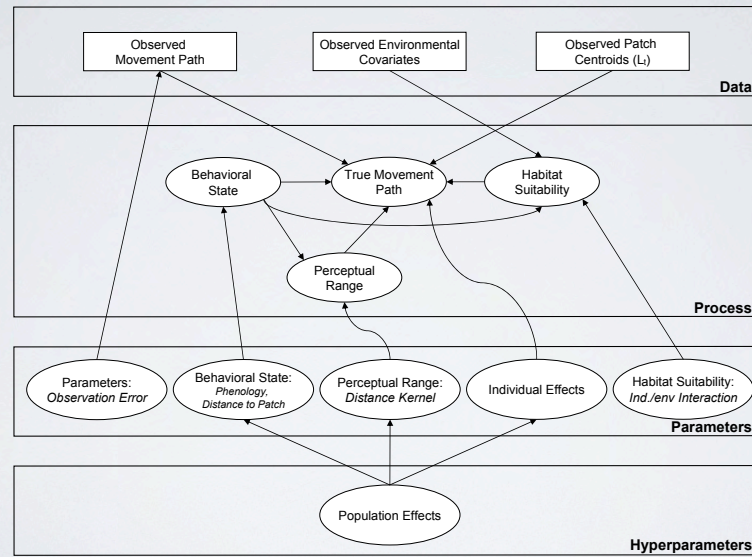 Observed
Movement Path
Observed Environmental
Covariates
Observed Patch
Centroids (Lₜ)
Data
Behavioral
State
True Movement
Path
Habitat
Suitability
Perceptual
Range
Process
Parameters:
Observation Error
Behavioral State:
Phenology,
Distance to Patch
Perceptual Range:
Distance Kernel
Individual Effects
Habitat Suitability:
Ind./env Interaction
Parameters
Population Effects
Hyperparameters